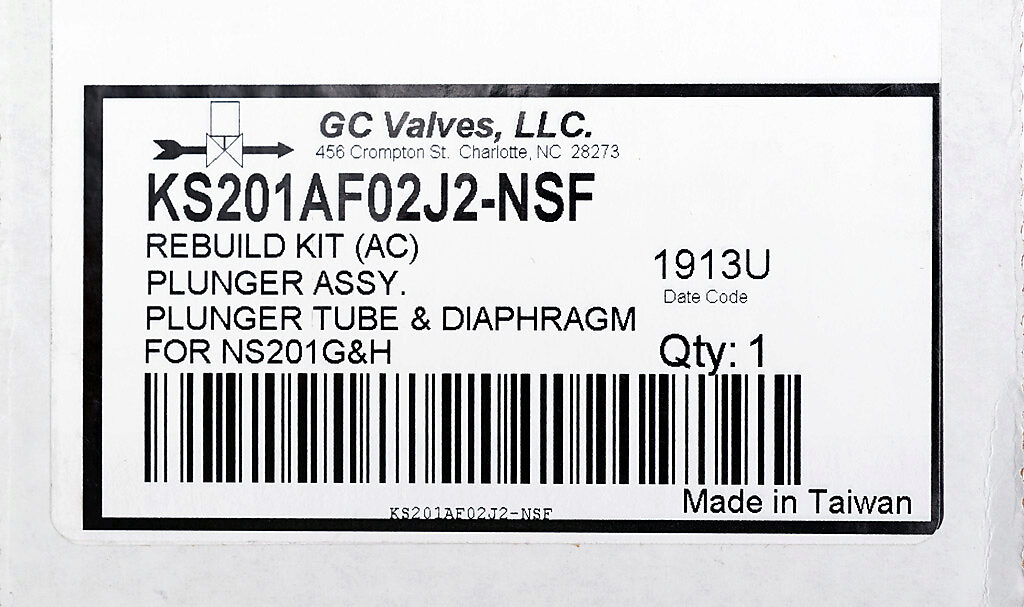 GC Valves, LLC.
456 Crompton St. Charlotte, NC 28273
KS201AF02J2-NSF
REBUILD KIT (AC)
PLUNGER ASSY.
PLUNGER TUBE & DIAPHRAGM
FOR NS201G&H
1913U
Date Code
Qty: 1
KS201AF02J2-NSF
Made in Taiwan